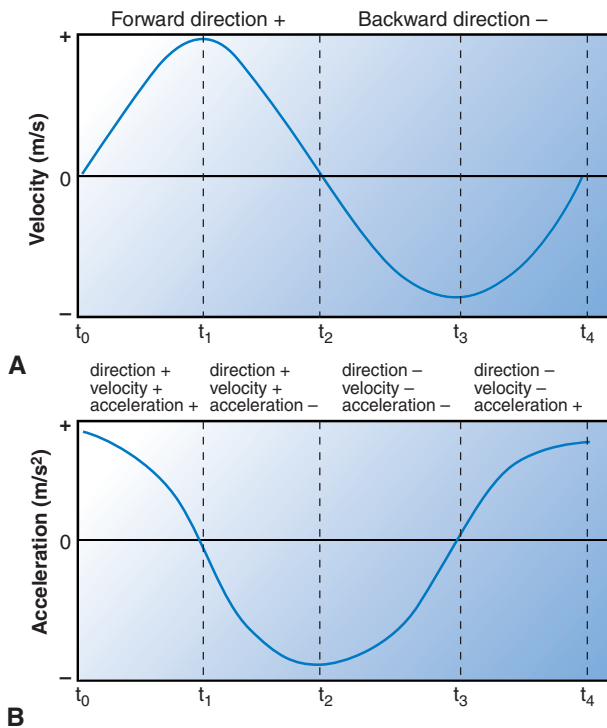 Forward direction + Backward direction –
+
Velocity (m/s)
0
–
t0 t1 t2 t3 t4
A
direction + direction + direction – direction –
velocity + velocity + velocity– velocity–
acceleration + acceleration – acceleration – acceleration +
+
Acceleration (m/s²)
0
–
t0 t1 t2 t3 t4
B